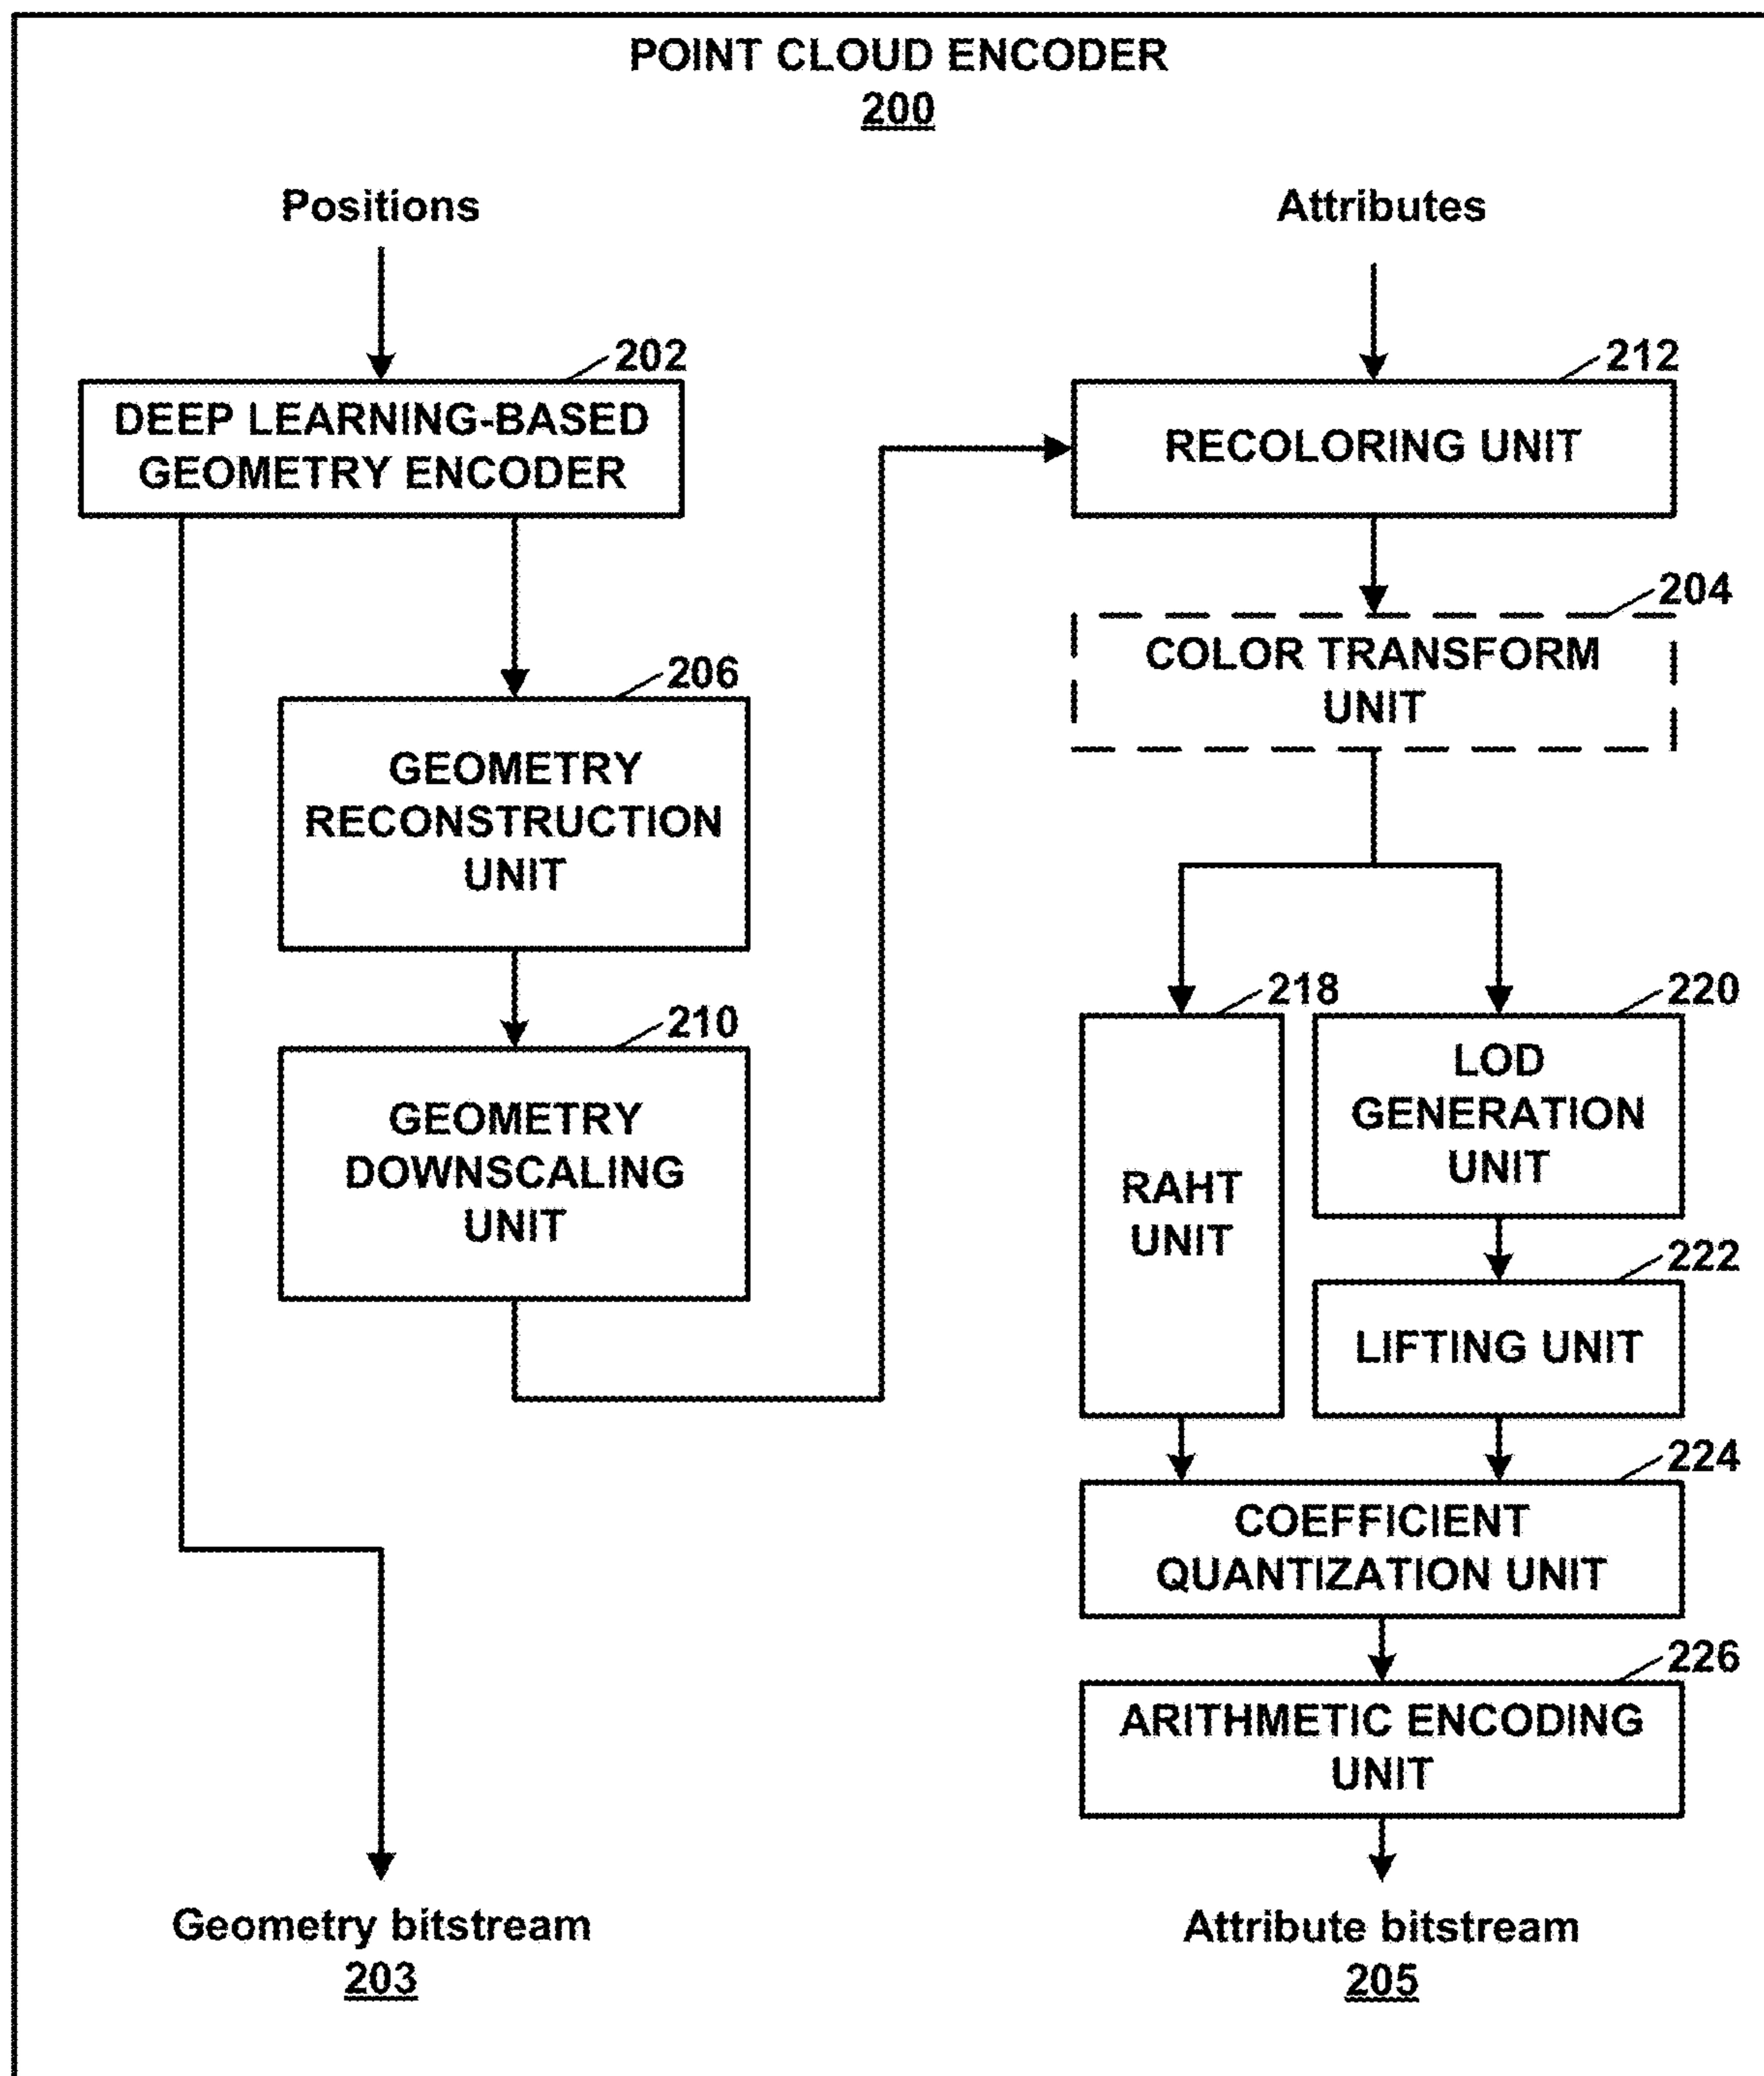 POINT CLOUD ENCODER
200
Positions
Attributes
202
DEEP LEARNING-BASED
GEOMETRY ENCODER
212
RECOLORING UNIT
204
COLOR TRANSFORM
UNIT
206
GEOMETRY
RECONSTRUCTION
UNIT
210
GEOMETRY
DOWNSCALING
UNIT
218
RAHT
UNIT
220
LOD
GENERATION
UNIT
222
LIFTING UNIT
224
COEFFICIENT
QUANTIZATION UNIT
226
ARITHMETIC ENCODING
UNIT
Geometry bitstream
203
Attribute bitstream
205